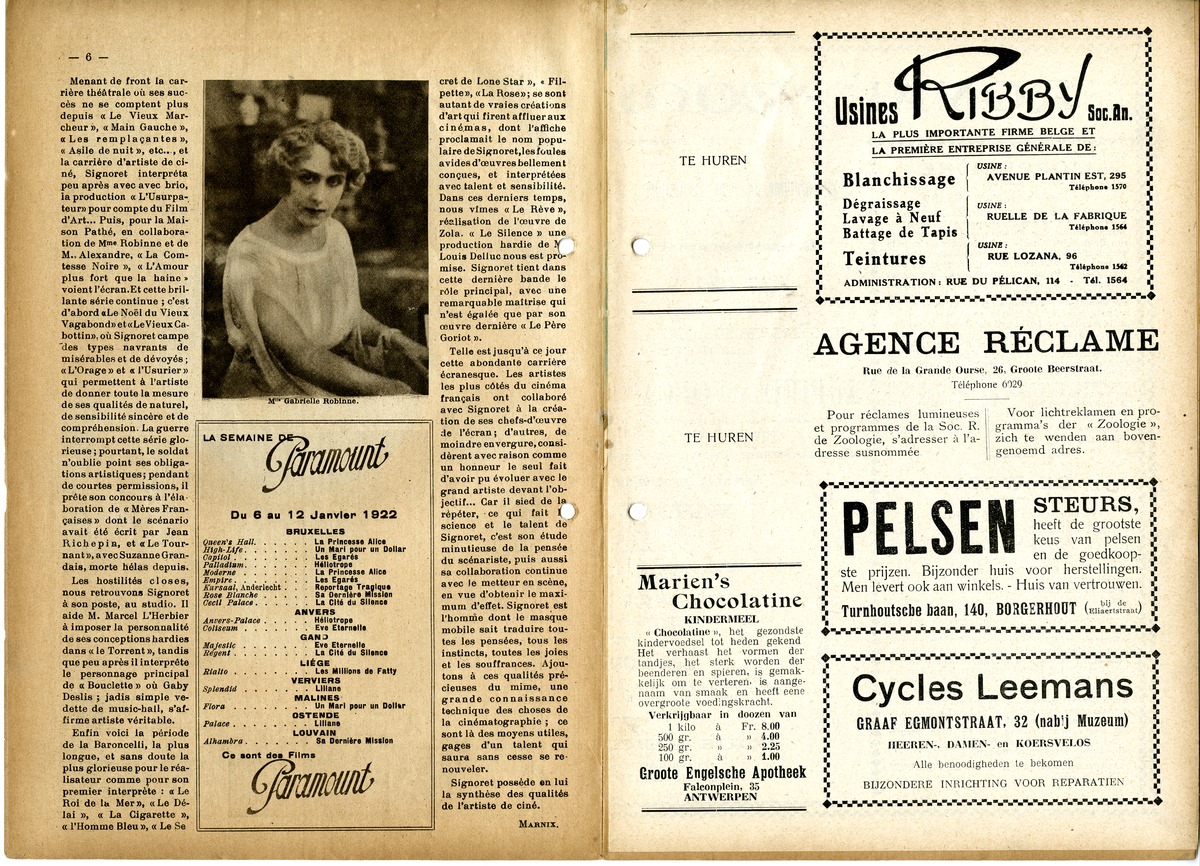 — 6 —
Menant de front la car-
rière théâtrale où ses suc-
cès ne se comptent plus
depuis « Le Vieux Mar-
cheur », « Main Gauche »,
« Les remplaçantes »,
« Asile de nuit », etc.., et
la carrière d'artiste de ci-
né, Signoret interpréta
peu après avec avec brio,
la production « L'Usurpa-
teur» pour compte du Film
d'Art... Puis, pour la Mai-
son Pathé, en collabora-
tion de Mme Robinne et de
M.. Alexandre, « La Com-
tesse Noire », « L'Amour
plus fort que la haine »
voient l'écran. Et cette bril-
lante série continue ; c'est
d'abord «Le Noël du Vieux
Vagabond» et «Le Vieux Ca-
bottin», où Signoret campe
des types navrants de
misérables et de dévoyés ;
« L'Orage » et « l'Usurier »
qui permettent à l'artiste
de donner toute la mesure
de ses qualités de naturel,
de sensibilité sincère et de
compréhension. La guerre
interrompt cette série glo-
rieuse ; pourtant, le soldat
n'oublie point ses obliga-
tions artistiques; pendant
de courtes permissions, il
prête son concours à l'éla-
boration de « Mères Fran-
çaises » dont le scénario
avait été écrit par Jean
Richepin, et « Le Tour-
nant», avec Suzanne Gran-
dais, morte hélas depuis.
Les hostilités closes,
nous retrouvons Signoret
à son poste, au studio. Il
aide M. Marcel L'Herbier
à imposer la personnalité
de ses conceptions hardies
dans « le Torrent », tandis
que peu après il interprète
le personnage principal
de « Bouclette » où Gaby
Deslis ; jadis simple ve-
dette de music-hall, s'af-
firme artiste véritable.
Enfin voici la période
de la Baroncelli, la plus
longue, et sans doute la
plus glorieuse pour le réa-
lisateur comme pour son
premier interprète : « Le
Roi de la Mer », « Le Dé-
lai », « La Cigarette »,
« l'Homme Bleu », « Le Se
Mme Gabrielle Robinne.
LA SEMAINE DE
Paramount
Du 6 au 12 Janvier 1922
BRUXELLES
Queen's Hall. . . . . . . La Princesse Alice
High-Life . . . . . . . Un Mari pour un Dollar
Capitol . . . . . . . Les Egarés
Palladium. . . . . . . Héliotrope
Moderne . . . . . . . La Princesse Alice
Empire. . . . . . . Les Egarés
Kursaal, Anderlecht . . . Reportage Tragique
Rose Blanche . . . . . Sa Dernière Mission
Cecil Palace . . . . . La Cité du Silence
ANVERS
Anvers-Palace . . . . . Héliotrope
Coliseum . . . . . . Eve Eternelle
GAND
Majestic . . . . . . Eve Eternelle
Régent . . . . . . La Cité du Silence
LIÉGE
Rialto . . . . . . Les Millions de Fatty
VERVIERS
Splendid . . . . . . Liliane
MALINES
Flora . . . . . . Un Mari pour un Dollar
OSTENDE
Palace . . . . . . Liliane
LOUVAIN
Alhambra . . . . . . Sa Dernière Mission
Ce sont des Films
Paramount
cret de Lone Star », « Fil-
pette», «La Rose»; se sont
autant de vraies créations
d'art qui firent affluer aux
cinémas, dont l'affiche
proclamait le nom popu-
laire de Signoret, les foules
avides d'œuvres bellement
conçues, et interprétées
avec talent et sensibilité.
Dans ces derniers temps,
nous vîmes « Le Rêve »,
réalisation de l'œuvre de
Zola. « Le Silence » une
production hardie de
Louis Delluc nous est pro-
mise. Signoret tient dans
cette dernière bande le
rôle principal, avec une
remarquable maîtrise qui
n'est égalée que par son
œuvre dernière « Le Père
Goriot ».
Telle est jusqu'à ce jour
cette abondante carrière
écranesque. Les artistes
les plus côtés du cinéma
français ont collaboré
avec Signoret à la créa-
tion de ses chefs-d'œuvre
de l'écran ; d'autres, de
moindre envergure, consi-
dèrent avec raison comme
un honneur le seul fait
d'avoir pu évoluer avec le
grand artiste devant l'ob-
jectif... Car il sied de la
répéter, ce qui fait l
science et le talent de
Signoret, c'est son étude
minutieuse de la pensée
du scénariste, puis aussi
sa collaboration continue
avec le metteur en scène,
en vue d'obtenir le maxi-
mum d'effet. Signoret est
l'homme dont le masque
mobile sait traduire tou-
tes les pensées, tous les
instincts, toutes les joies
et les souffrances. Ajou-
tons à ces qualités pré-
cieuses du mime, une
grande connaissance
technique des choses de
la cinématographie ; ce
sont là des moyens utiles,
gages d'un talent qui
saura sans cesse se re-
nouveler.
Signoret possède en lui
la synthèse des qualités
de l'artiste de ciné.
MARNIX.
TE HUREN
TE HUREN
Marien's
Chocolatine
KINDERMEEL
« Chocolatine », het gezondste
kindervoedsel tot heden gekend
Het verhaast het vormen der
tandjes, het sterk worden der
beenderen en spieren, is gemak-
kelijk om te verteren, is aange-
naam van smaak en heeft eene
overgroote voedingskracht.
Verkrijgbaar in doozen van
1 kilo à Fr. 8.00
500 gr. à » 4.00
250 gr. » » 2.25
100 gr. à » 1.00
Groote Engelsche Apotheek
Falconplein, 35
ANTWERPEN
Usines RIBBY Soc. An.
LA PLUS IMPORTANTE FIRME BELGE ET
LA PREMIÈRE ENTREPRISE GÉNÉRALE DE :
Blanchissage
USINE :
AVENUE PLANTIN EST, 295
Téléphone 1570
Dégraissage
Lavage à Neuf
Battage de Tapis
USINE :
RUELLE DE LA FABRIQUE
Téléphone 1564
Teintures
USINE :
RUE LOZANA, 96
Téléphone 1562
ADMINISTRATION : RUE DU PÉLICAN, 114 - Tél. 1564
AGENCE RÉCLAME
Rue de la Grande Ourse, 26, Groote Beerstraat.
Téléphone 6929
Pour réclames lumineuses
et programmes de la Soc. R.
de Zoologie, s'adresser à l'a-
dresse susnommée
Voor lichtreklamen en pro-
gramma's der « Zoologie »,
zich te wenden aan boven-
genoemd adres.
PELSEN STEURS,
heeft de grootste
keus van pelsen
en de goedkoop-
ste prijzen. Bijzonder huis voor herstellingen.
Men levert ook aan winkels. - Huis van vertrouwen.
Turnhoutsche baan, 140, BORGERHOUT (bij de Eliaertstraat)
Cycles Leemans
GRAAF EGMONTSTRAAT, 32 (nabij Muzeum)
HEEREN-, DAMEN- en KOERSVELOS
Alle benoodigheden te bekomen
BIJZONDERE INRICHTING VOOR REPARATIEN